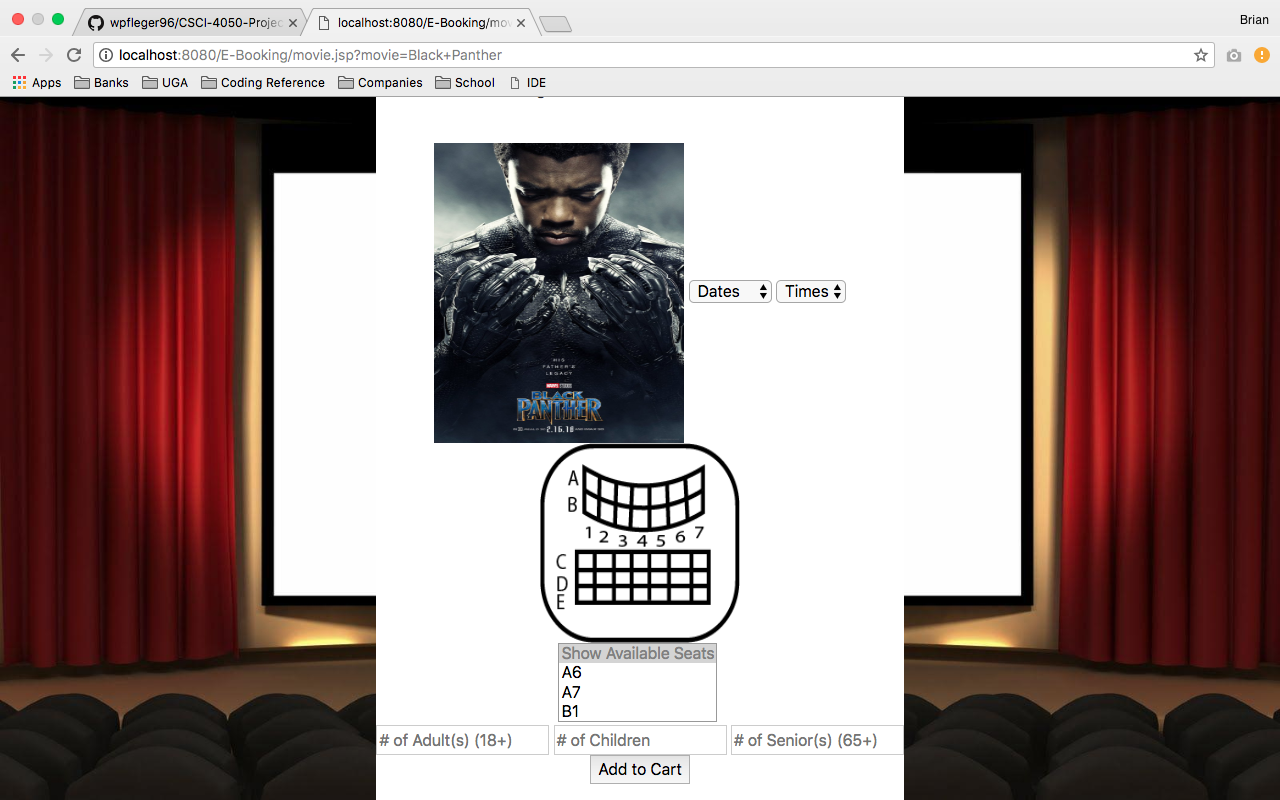 wpfleger96/CSCI-4050-Projec
localhost:8080/E-Booking/mov
Brian
localhost:8080/E-Booking/movie.jsp?movie=Black+Panther
Apps Banks UGA Coding Reference Companies School IDE
HIS
FATHER'S
LEGACY
MARVEL STUDIOS
BLACK
PANTHER
2.16.18
Dates Times
A
B
1 2 3 4 5 6 7
C
D
E
Show Available Seats
A6
A7
B1
# of Adult(s) (18+) # of Children # of Senior(s) (65+)
Add to Cart